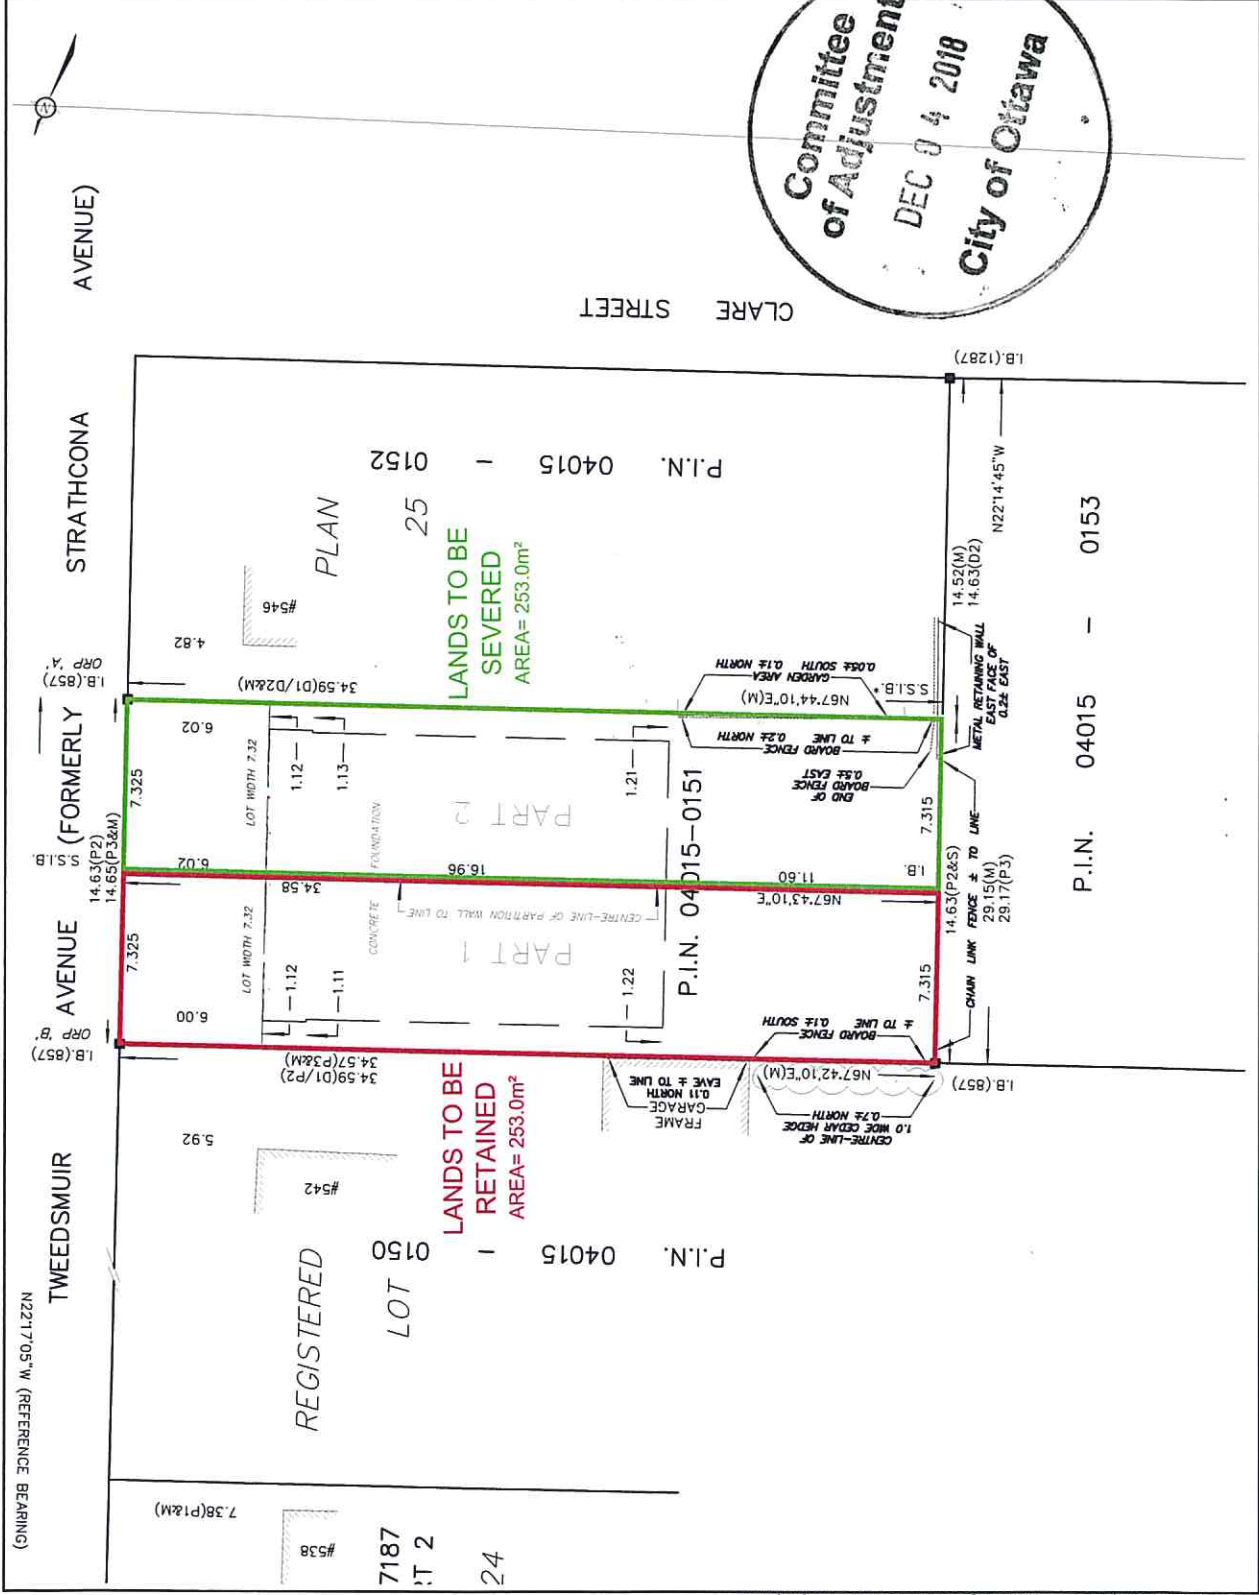 Committee
of Adjustment
DEC 04 2018
City of Ottawa
N
TWEEDSMUIR AVENUE (FORMERLY STRATHCONA AVENUE)
N22°17'05"W (REFERENCE BEARING)
CLARE STREET
I.B.(1287)
P.I.N. 04015 - 0152
PLAN
25
#546
4.82
I.B.(857)
ORP 'A'
34.59(D1/D2&M)
LANDS TO BE
SEVERED
AREA= 253.0m²
14.52(M)
14.63(D2)
N22°14'45"W
P.I.N. 04015 - 0153
GARDEN AREA
0.05± SOUTH 0.1± NORTH
S.S.I.B.
N67°44'10"E(M)
BOARD FENCE
± TO LINE 0.2± NORTH
END OF
BOARD FENCE
0.5± EAST
METAL RETAINING WALL
EAST FACE OF
0.2± EAST
6.02
7.325
LOT WIDTH 7.32
1.12
1.13
1.21
PART 2
7.315
S.S.I.B.
14.63(P2)
14.65(P3&M)
6.02
34.58
16.96
11.60
I.B.
N67°43'10"E
CONCRETE FOUNDATION
CENTRE-LINE OF PARTITION WALL TO LINE
P.I.N. 04015-0151
14.63(P2&S)
29.15(M)
29.17(P3)
CHAIN LINK FENCE ± TO LINE
7.325
LOT WIDTH 7.32
PART 1
1.12
1.11
1.22
6.00
7.315
BOARD FENCE
± TO LINE 0.1± SOUTH
I.B.(857)
ORP 'B'
34.59(D1/P2)
34.57(P3&M)
N67°42'10"E(M)
I.B.(857)
FRAME
GARAGE
0.11 NORTH
EAVE ± TO LINE
CENTRE-LINE OF
1.0 WIDE CEDAR HEDGE
0.7± NORTH
LANDS TO BE
RETAINED
AREA= 253.0m²
5.92
#542
P.I.N. 04015 - 0150
REGISTERED
LOT
7.38(P1&M)
#538
7187
T 2
24